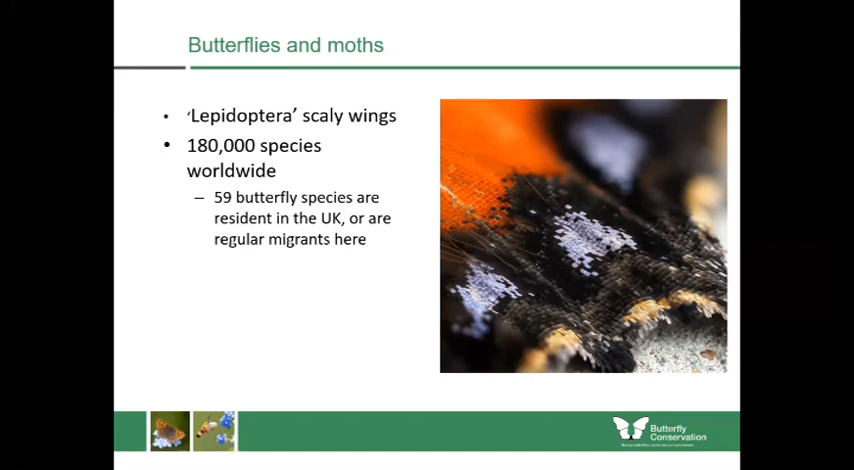 Butterflies and moths
• 'Lepidoptera' scaly wings
• 180,000 species
worldwide
– 59 butterfly species are
resident in the UK, or are
regular migrants here
Butterfly
Conservation